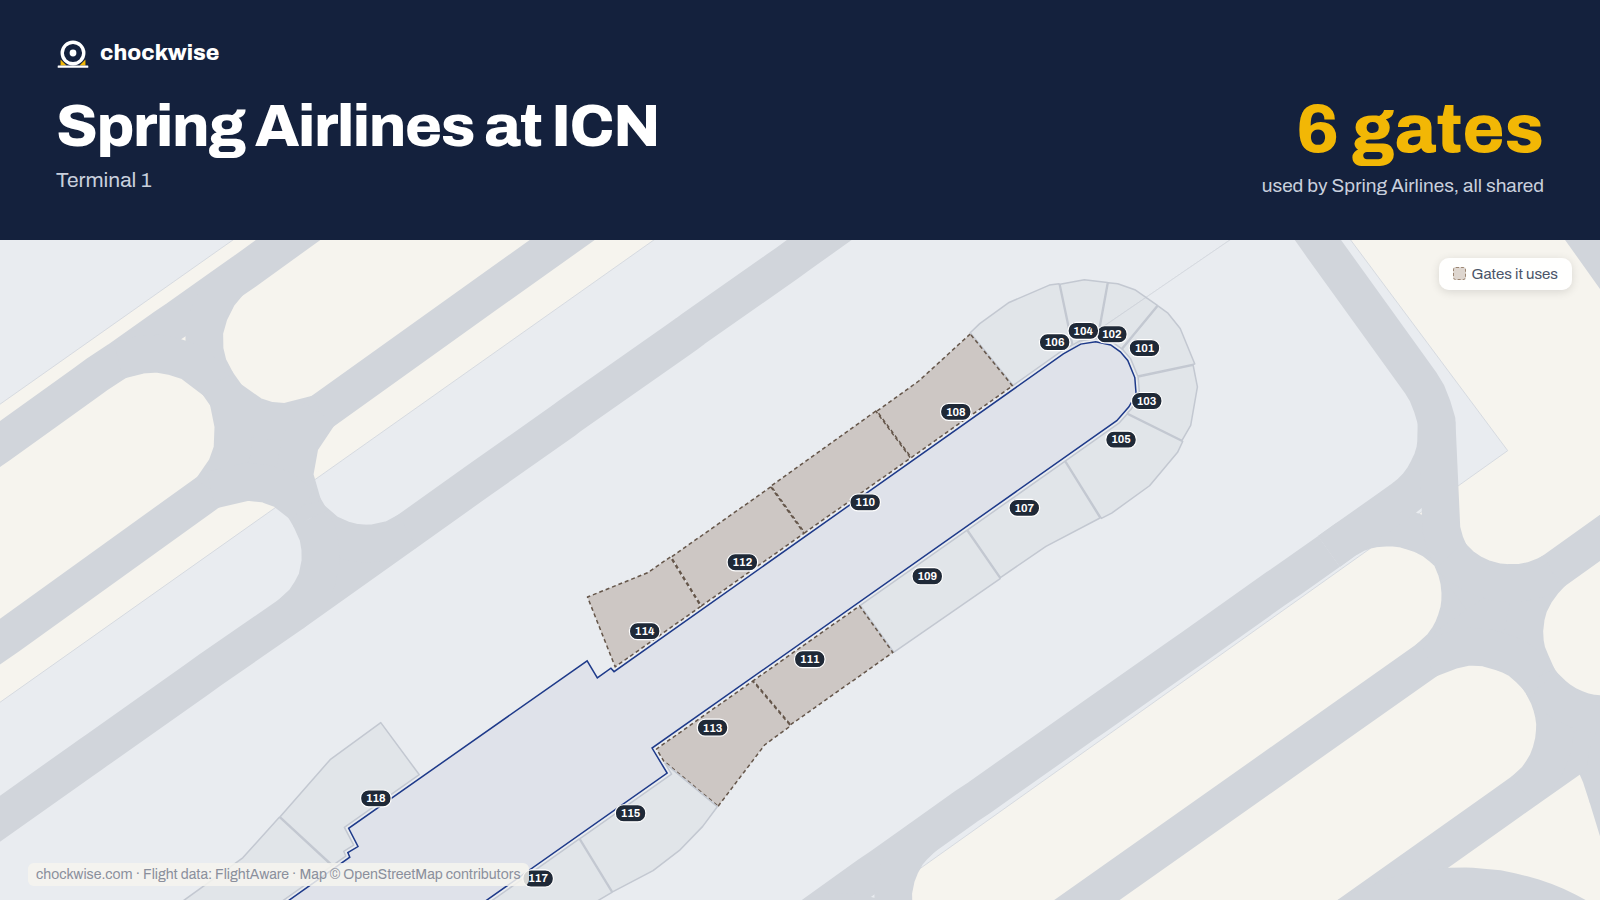 chockwise
Spring Airlines at ICN
Terminal 1
6 gates
used by Spring Airlines, all shared
Gates it uses
104
102
106
101
103
108
105
110
107
112
109
114
111
113
118
115
117
chockwise.com · Flight data: FlightAware · Map © OpenStreetMap contributors